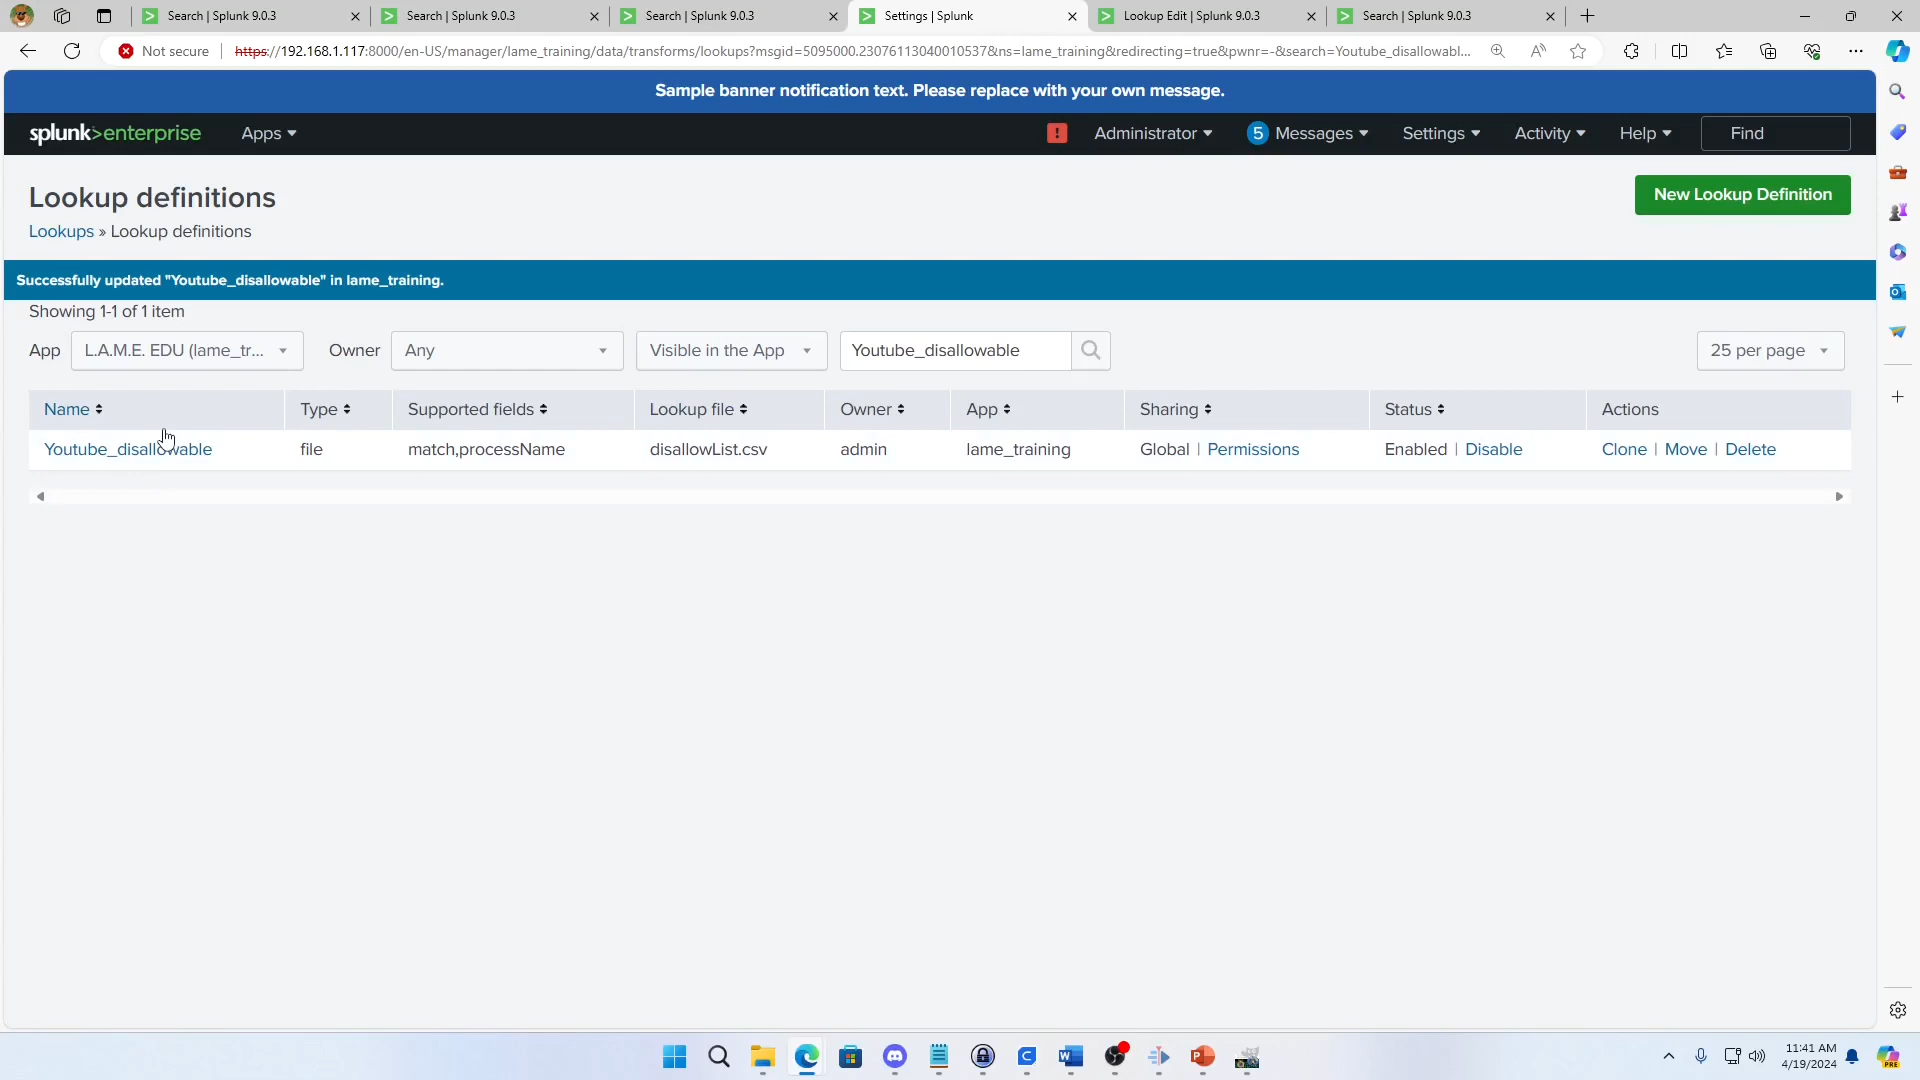 Search | Splunk 9.0.3
Search | Splunk 9.0.3
Search | Splunk 9.0.3
Settings | Splunk
Lookup Edit | Splunk 9.0.3
Search | Splunk 9.0.3
Not secure
https://192.168.1.117:8000/en-US/manager/lame_training/data/transforms/lookups?msgid=5095000.23076113040010537&ns=lame_training&redirecting=true&pwnr=-&search=Youtube_disallowabl...
Sample banner notification text. Please replace with your own message.
splunk>enterprise Apps ! Administrator 5 Messages Settings Activity Help Find
Lookup definitions
New Lookup Definition
Lookups » Lookup definitions
Successfully updated "Youtube_disallowable" in lame_training.
Showing 1-1 of 1 item
App L.A.M.E. EDU (lame_tr... Owner Any Visible in the App Youtube_disallowable 25 per page
Name Type Supported fields Lookup file Owner App Sharing Status Actions
Youtube_disallowable file match,processName disallowList.csv admin lame_training Global | Permissions Enabled | Disable Clone | Move | Delete
11:41 AM
4/19/2024